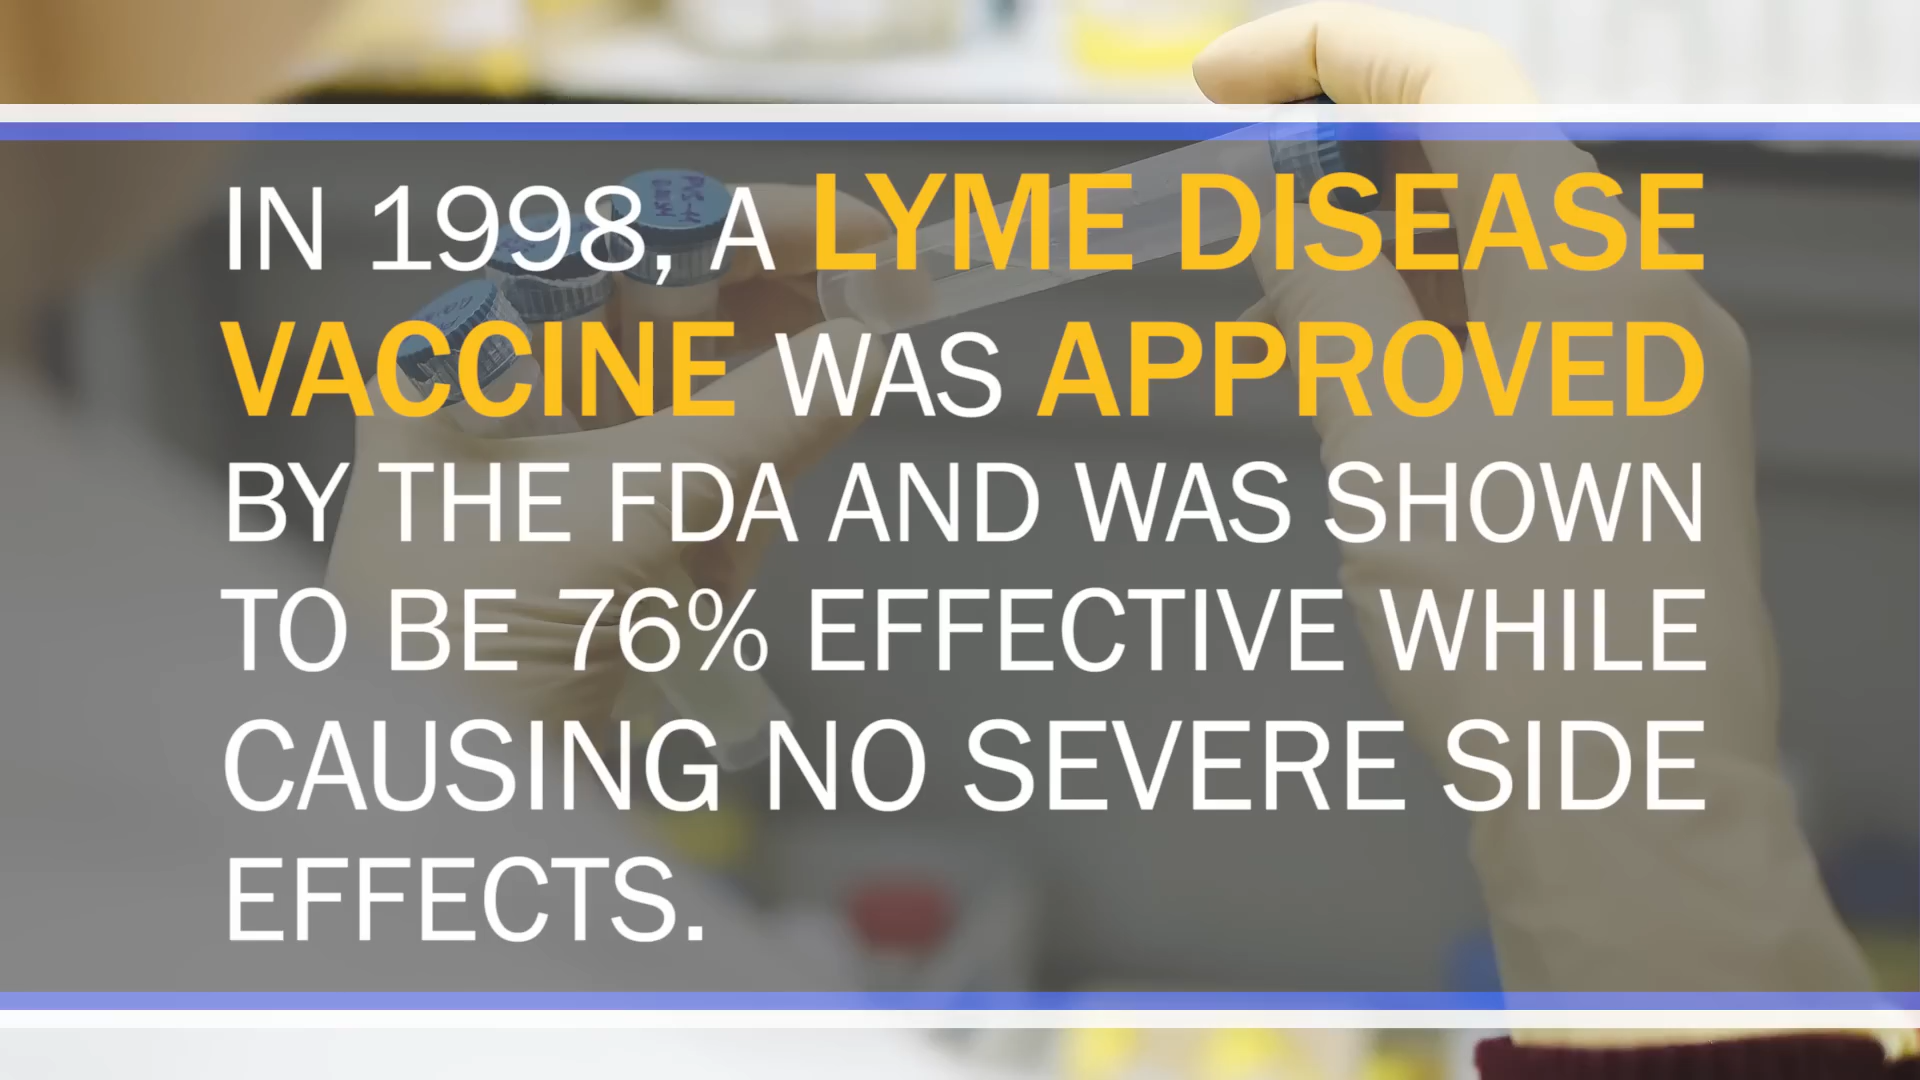 IN 1998, A LYME DISEASE
VACCINE WAS APPROVED
BY THE FDA AND WAS SHOWN
TO BE 76% EFFECTIVE WHILE
CAUSING NO SEVERE SIDE
EFFECTS.